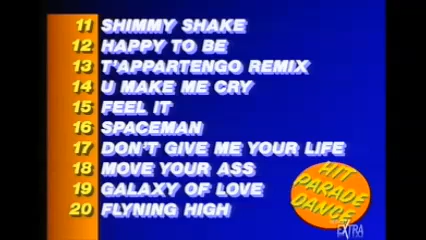 11 SHIMMY SHAKE
12 HAPPY TO BE
13 T'APPARTENGO REMIX
14 U MAKE ME CRY
15 FEEL IT
16 SPACEMAN
17 DON'T GIVE ME YOUR LIFE
18 MOVE YOUR ASS
19 GALAXY OF LOVE
20 FLYNING HIGH
HIT
PARADE
DANCE
EXTRA